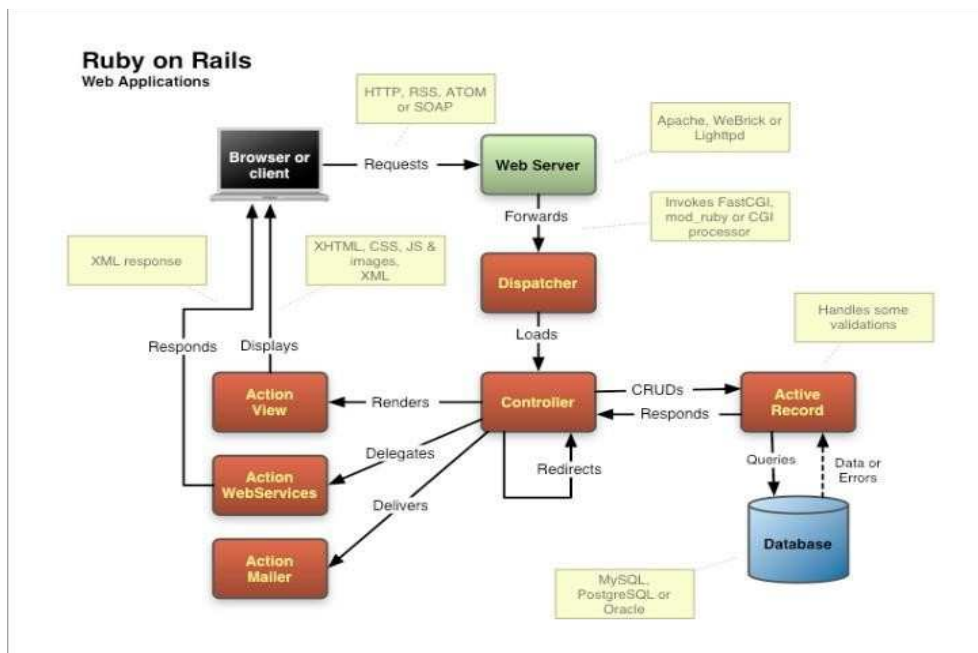 Ruby on Rails
Web Applications
HTTP, RSS, ATOM
or SOAP
Apache, WeBrick or
Lighttpd
Browser or
client
Requests
Web Server
Forwards
Invokes FastCGI,
mod_ruby or CGI
processor
XML response
XHTML, CSS, JS &
images,
XML
Dispatcher
Handles some
validations
Loads
Responds
Displays
Action
View
Renders
Controller
CRUDs
Responds
Active
Record
Delegates
Redirects
Queries
Data or
Errors
Action
WebServices
Delivers
Action
Mailer
Database
MySQL,
PostgreSQL or
Oracle